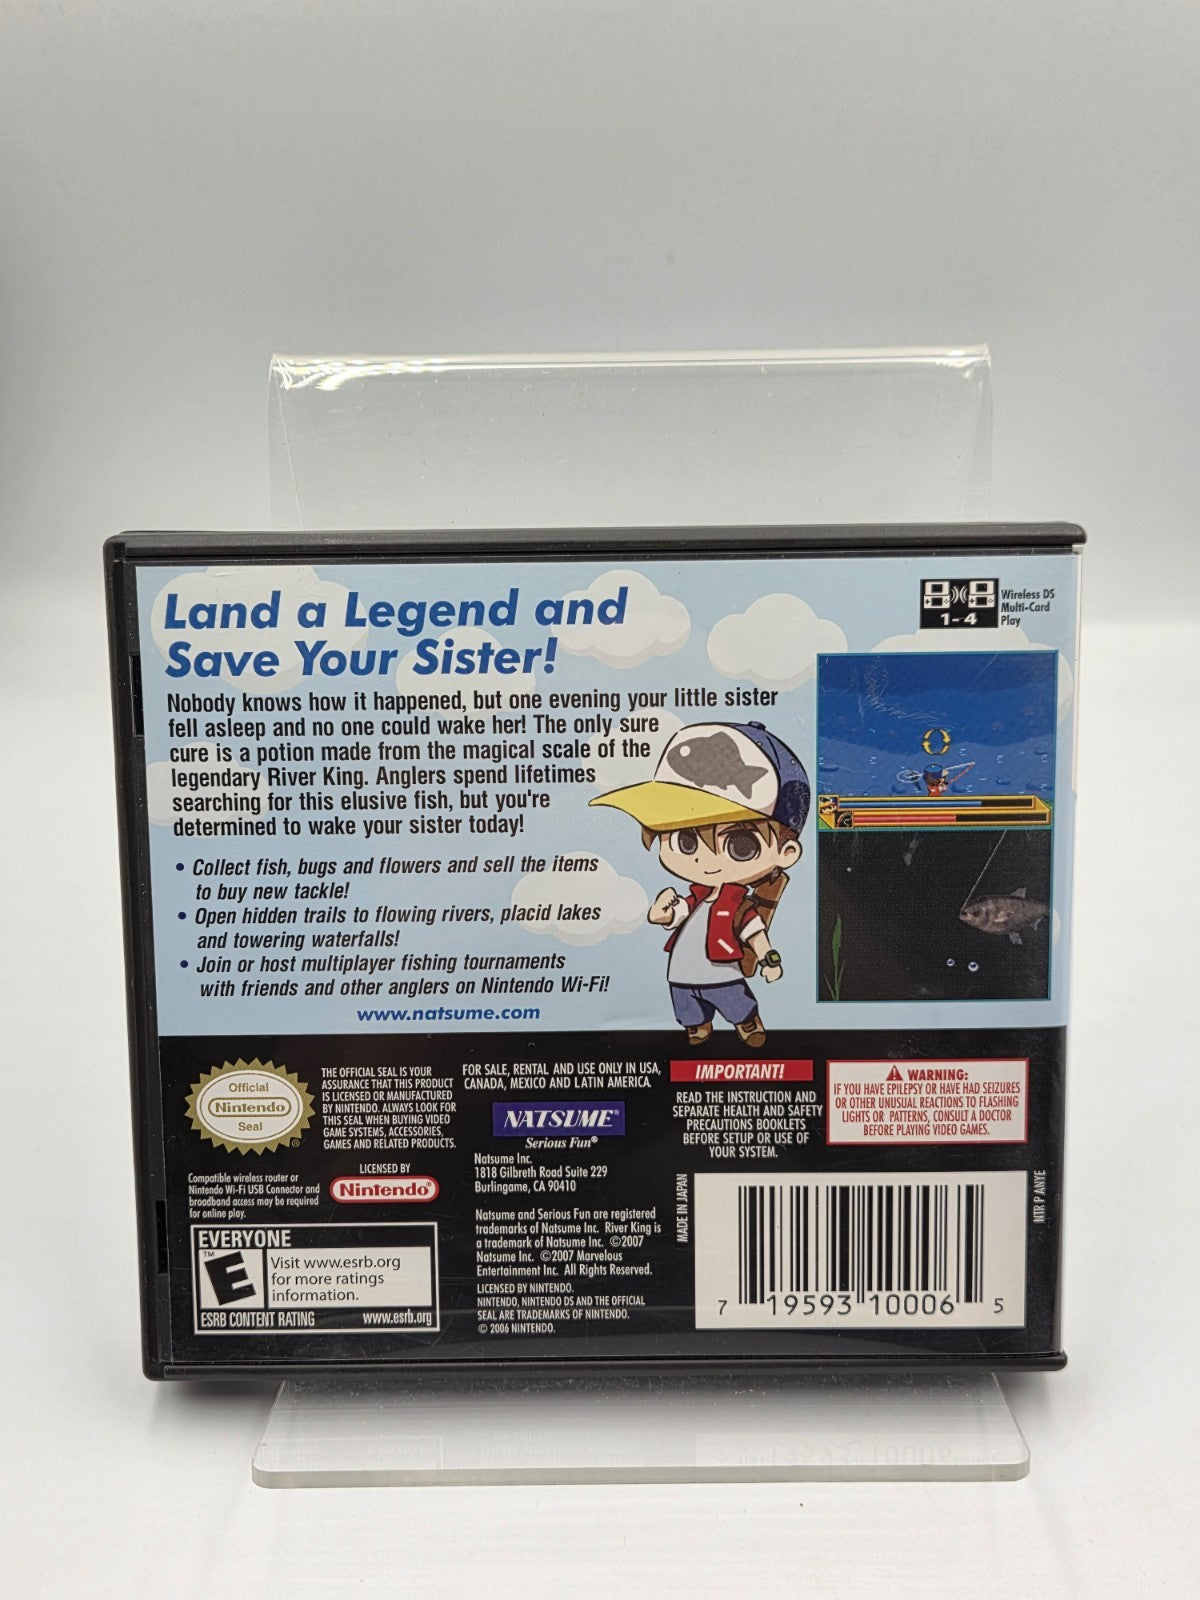 Land a Legend and
Save Your Sister!
Wireless DS
Multi-Card
Play
1-4
Nobody knows how it happened, but one evening your little sister
fell asleep and no one could wake her! The only sure
cure is a potion made from the magical scale of the
legendary River King. Anglers spend lifetimes
searching for this elusive fish, but you're
determined to wake your sister today!
• Collect fish, bugs and flowers and sell the items
to buy new tackle!
• Open hidden trails to flowing rivers, placid lakes
and towering waterfalls!
• Join or host multiplayer fishing tournaments
with friends and other anglers on Nintendo Wi-Fi!
www.natsume.com
Official
Nintendo
Seal
®
THE OFFICIAL SEAL IS YOUR
ASSURANCE THAT THIS PRODUCT
IS LICENSED OR MANUFACTURED
BY NINTENDO. ALWAYS LOOK FOR
THIS SEAL WHEN BUYING VIDEO
GAME SYSTEMS, ACCESSORIES,
GAMES AND RELATED PRODUCTS.
FOR SALE, RENTAL AND USE ONLY IN USA,
CANADA, MEXICO AND LATIN AMERICA.
NATSUME®
Serious Fun®
Natsume Inc.
1818 Gilbreth Road Suite 229
Burlingame, CA 90410
IMPORTANT!
READ THE INSTRUCTION AND
SEPARATE HEALTH AND SAFETY
PRECAUTIONS BOOKLETS
BEFORE SETUP OR USE OF
YOUR SYSTEM.
WARNING:
IF YOU HAVE EPILEPSY OR HAVE HAD SEIZURES
OR OTHER UNUSUAL REACTIONS TO FLASHING
LIGHTS OR PATTERNS, CONSULT A DOCTOR
BEFORE PLAYING VIDEO GAMES.
Compatible wireless router or
Nintendo Wi-Fi USB Connector and
broadband access may be required
for online play.
LICENSED BY
Nintendo®
EVERYONE
E
TM
Visit www.esrb.org
for more ratings
information.
ESRB CONTENT RATING www.esrb.org
Natsume and Serious Fun are registered
trademarks of Natsume Inc. River King is
a trademark of Natsume Inc. ©2007
Natsume Inc. ©2007 Marvelous
Entertainment Inc. All Rights Reserved.
LICENSED BY NINTENDO.
NINTENDO, NINTENDO DS AND THE OFFICIAL
SEAL ARE TRADEMARKS OF NINTENDO.
© 2006 NINTENDO.
MADE IN JAPAN
NTR P ANYE
7 19593 10006 5